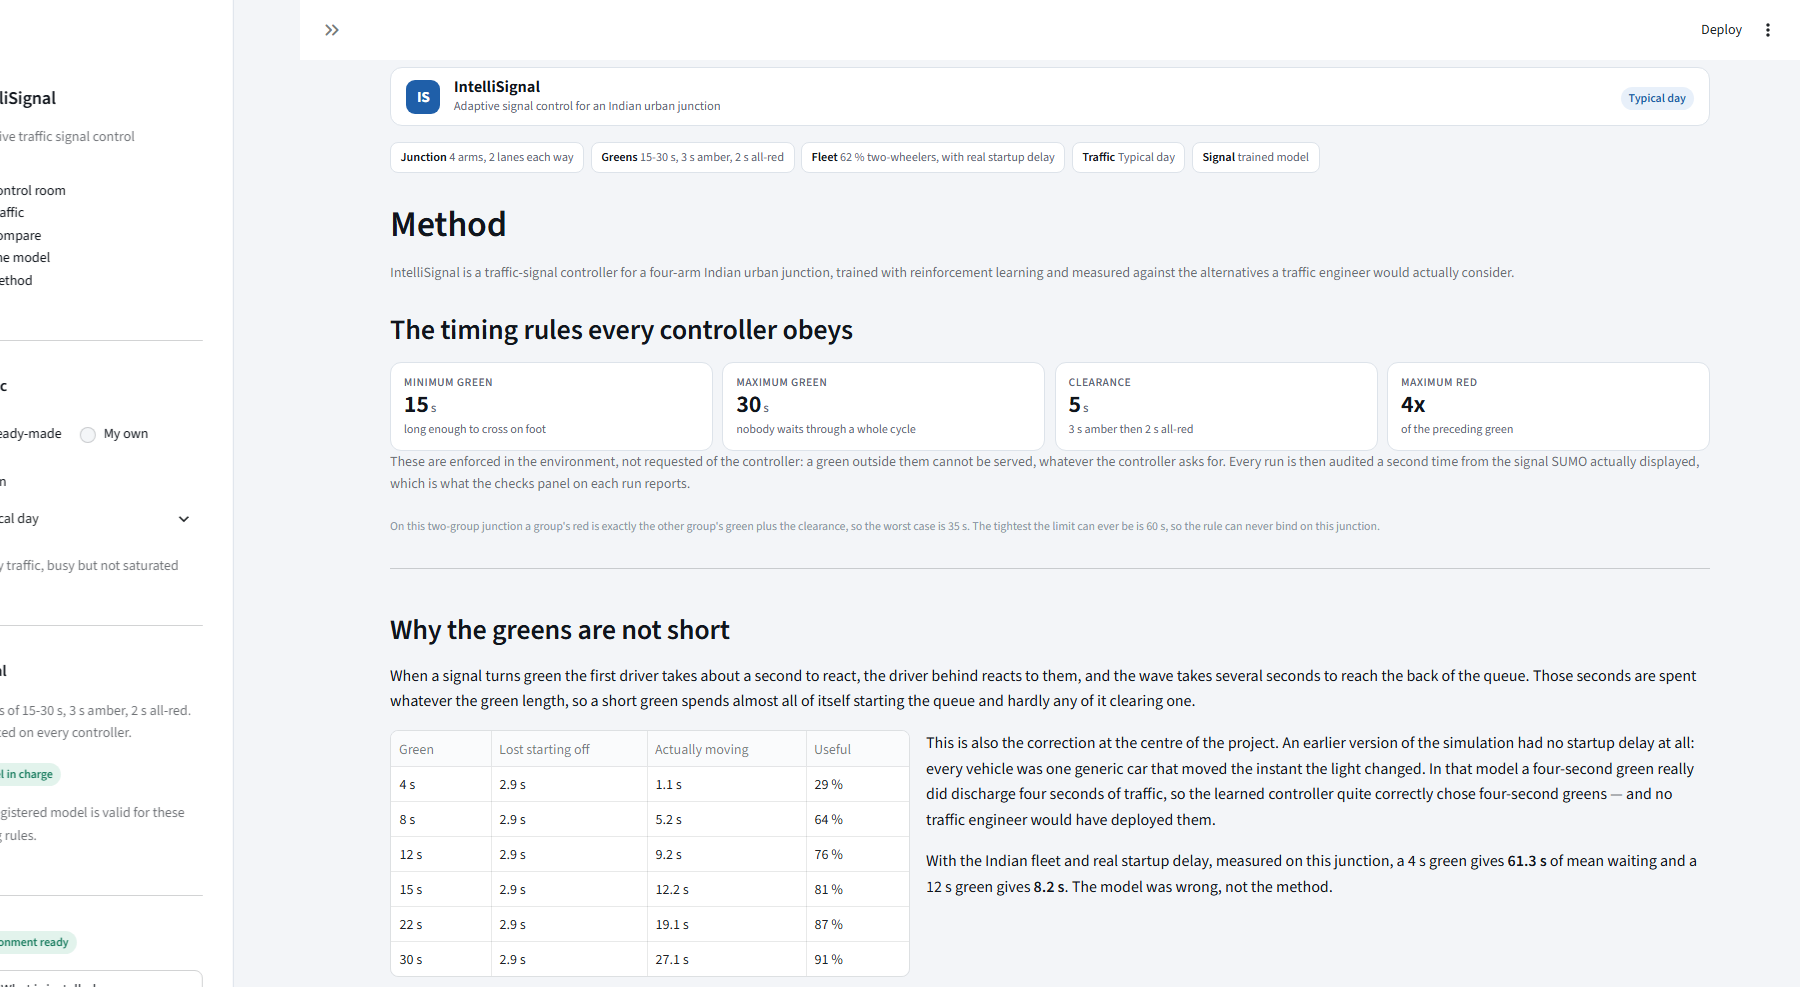 liSignal
ive traffic signal control
ontrol room
affic
ompare
ne model
ethod
c
eady-made
My own
n
cal day
y traffic, busy but not saturated
al
s of 15-30 s, 3 s amber, 2 s all-red.
ced on every controller.
l in charge
gistered model is valid for these
g rules.
onment ready
Deploy
IS
IntelliSignal
Adaptive signal control for an Indian urban junction
Typical day
Junction 4 arms, 2 lanes each way
Greens 15-30 s, 3 s amber, 2 s all-red
Fleet 62 % two-wheelers, with real startup delay
Traffic Typical day
Signal trained model
Method
IntelliSignal is a traffic-signal controller for a four-arm Indian urban junction, trained with reinforcement learning and measured against the alternatives a traffic engineer would actually consider.
The timing rules every controller obeys
MINIMUM GREEN
15 s
long enough to cross on foot
MAXIMUM GREEN
30 s
nobody waits through a whole cycle
CLEARANCE
5 s
3 s amber then 2 s all-red
MAXIMUM RED
4x
of the preceding green
These are enforced in the environment, not requested of the controller: a green outside them cannot be served, whatever the controller asks for. Every run is then audited a second time from the signal SUMO actually displayed,
which is what the checks panel on each run reports.
On this two-group junction a group's red is exactly the other group's green plus the clearance, so the worst case is 35 s. The tightest the limit can ever be is 60 s, so the rule can never bind on this junction.
Why the greens are not short
When a signal turns green the first driver takes about a second to react, the driver behind reacts to them, and the wave takes several seconds to reach the back of the queue. Those seconds are spent
whatever the green length, so a short green spends almost all of itself starting the queue and hardly any of it clearing one.
Green Lost starting off Actually moving Useful
4 s 2.9 s 1.1 s 29 %
8 s 2.9 s 5.2 s 64 %
12 s 2.9 s 9.2 s 76 %
15 s 2.9 s 12.2 s 81 %
22 s 2.9 s 19.1 s 87 %
30 s 2.9 s 27.1 s 91 %
This is also the correction at the centre of the project. An earlier version of the simulation had no startup delay at all:
every vehicle was one generic car that moved the instant the light changed. In that model a four-second green really
did discharge four seconds of traffic, so the learned controller quite correctly chose four-second greens — and no
traffic engineer would have deployed them.
With the Indian fleet and real startup delay, measured on this junction, a 4 s green gives 61.3 s of mean waiting and a
12 s green gives 8.2 s. The model was wrong, not the method.